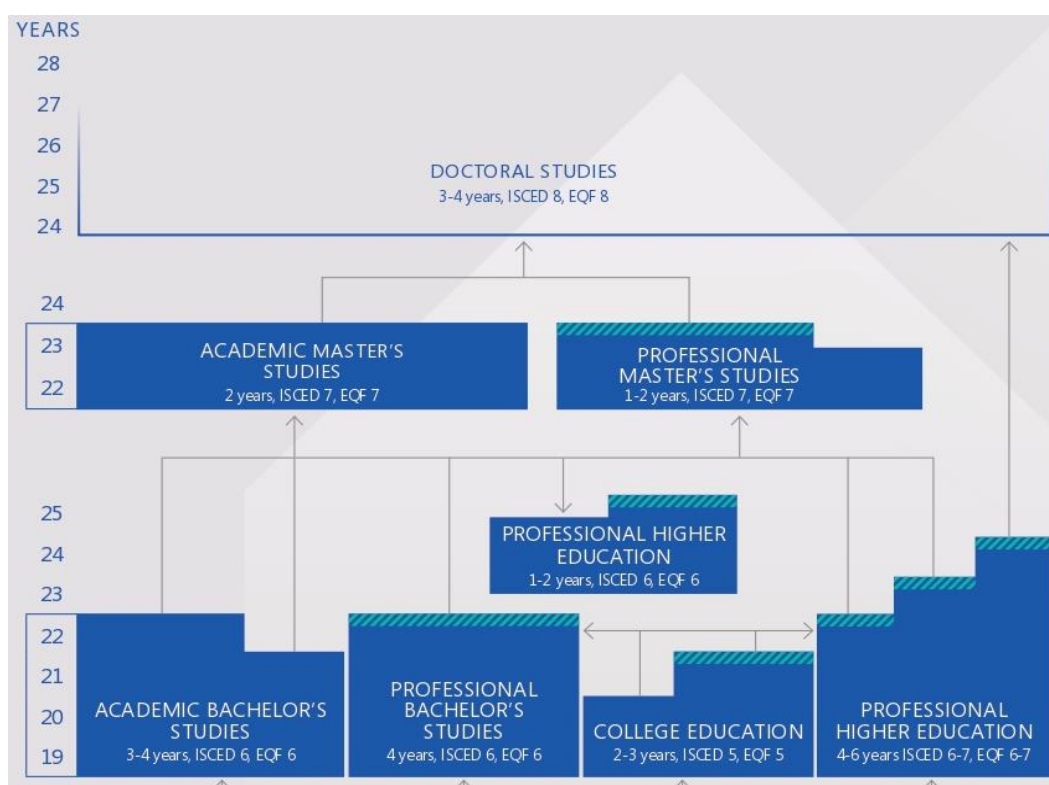 YEARS
28
27
26
25
24
DOCTORAL STUDIES
3-4 years, ISCED 8, EQF 8
24
23
22
ACADEMIC MASTER'S
STUDIES
2 years, ISCED 7, EQF 7
PROFESSIONAL
MASTER'S STUDIES
1-2 years, ISCED 7, EQF 7
25
24
23
PROFESSIONAL HIGHER
EDUCATION
1-2 years, ISCED 6, EQF 6
22
21
20
19
ACADEMIC BACHELOR'S
STUDIES
3-4 years, ISCED 6, EQF 6
PROFESSIONAL
BACHELOR'S
STUDIES
4 years, ISCED 6, EQF 6
COLLEGE EDUCATION
2-3 years, ISCED 5, EQF 5
PROFESSIONAL
HIGHER EDUCATION
4-6 years ISCED 6-7, EQF 6-7